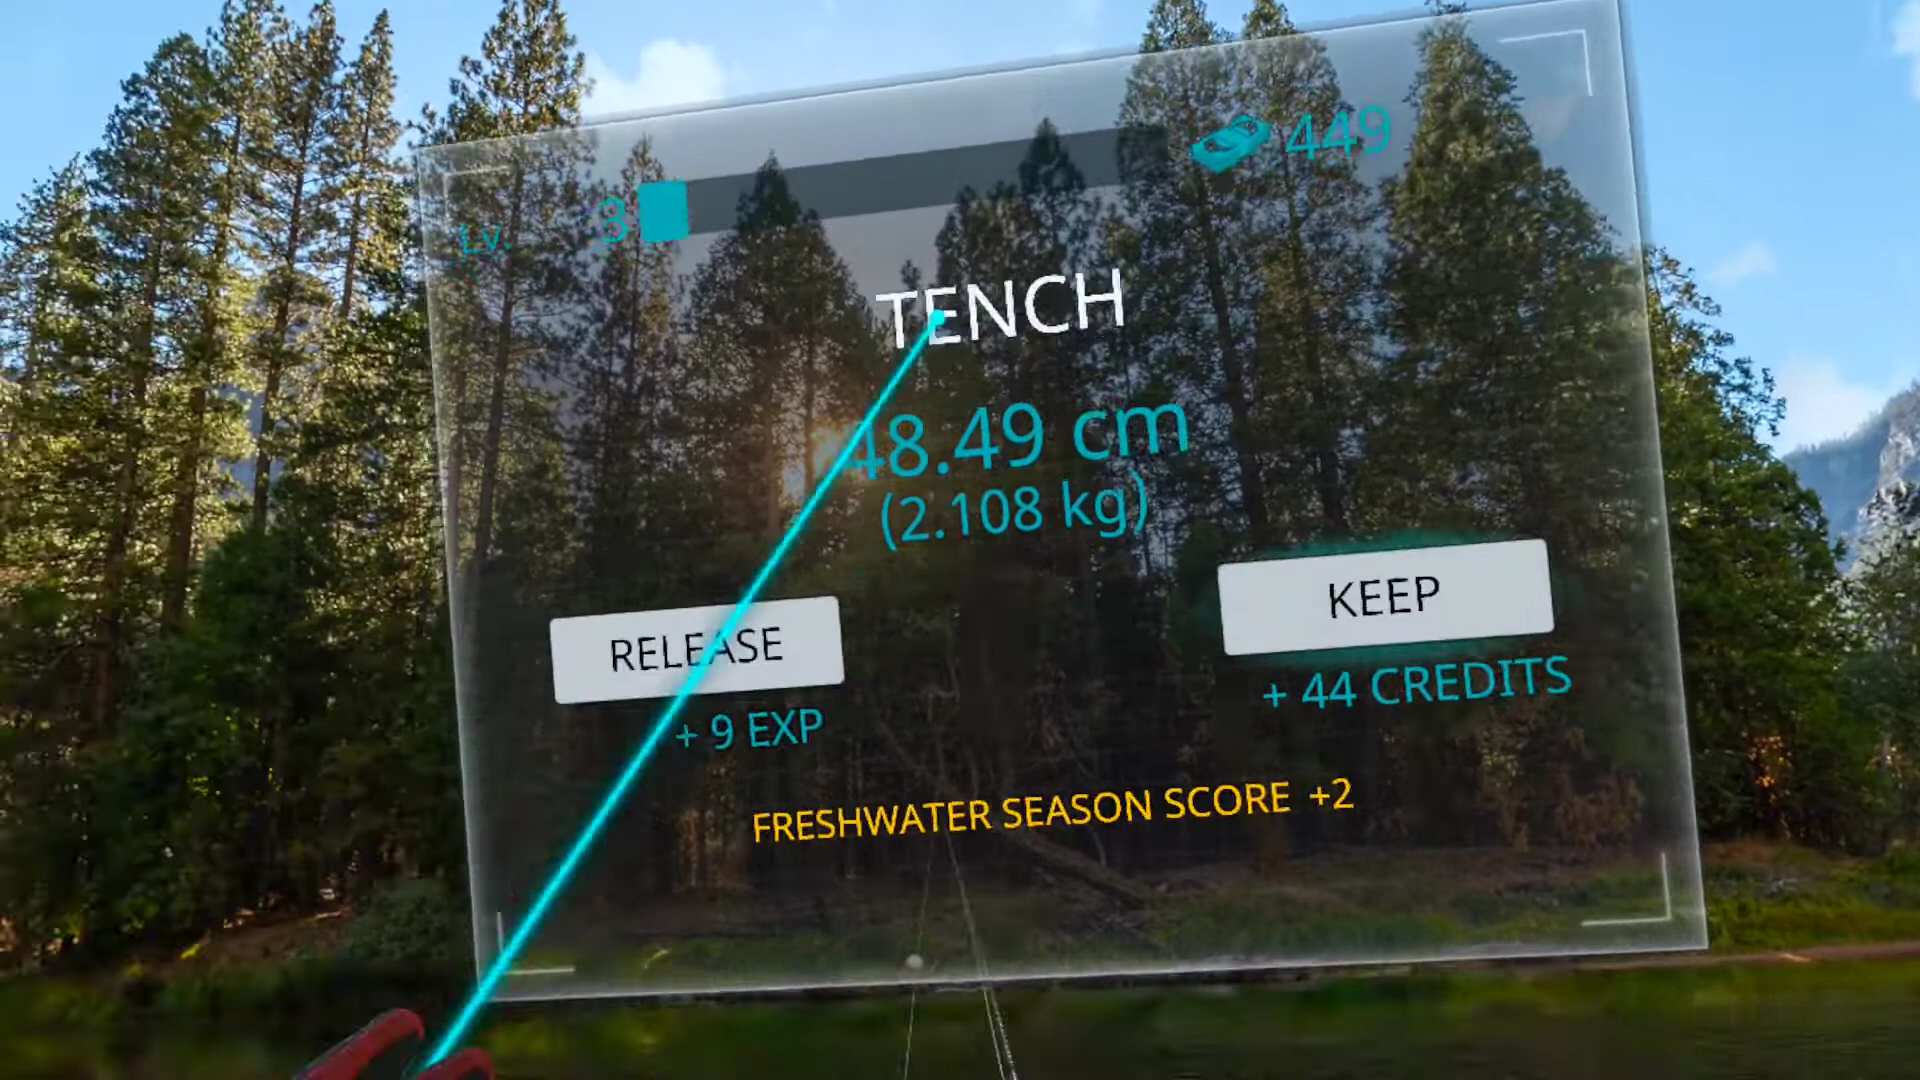 Lv. 3
449
TENCH
48.49 cm
(2.108 kg)
RELEASE
KEEP
+ 9 EXP
+ 44 CREDITS
FRESHWATER SEASON SCORE +2